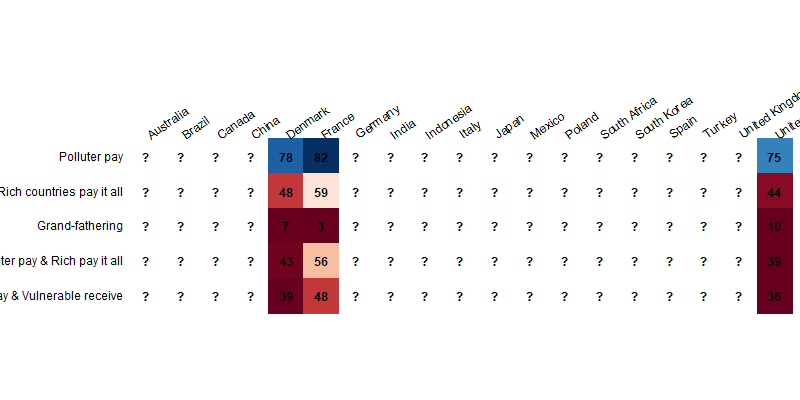 Australia Brazil Canada China Denmark France Germany India Indonesia Italy Japan Mexico Poland South Africa South Korea Spain Turkey United Kingdo Unite
Polluter pay ? ? ? ? 78 82 ? ? ? ? ? ? ? ? ? ? ? ? 75
Rich countries pay it all ? ? ? ? 48 59 ? ? ? ? ? ? ? ? ? ? ? ? 44
Grand-fathering ? ? ? ? 7 3 ? ? ? ? ? ? ? ? ? ? ? ? 10
ter pay & Rich pay it all ? ? ? ? 43 56 ? ? ? ? ? ? ? ? ? ? ? ? 39
ay & Vulnerable receive ? ? ? ? 39 48 ? ? ? ? ? ? ? ? ? ? ? ? 36